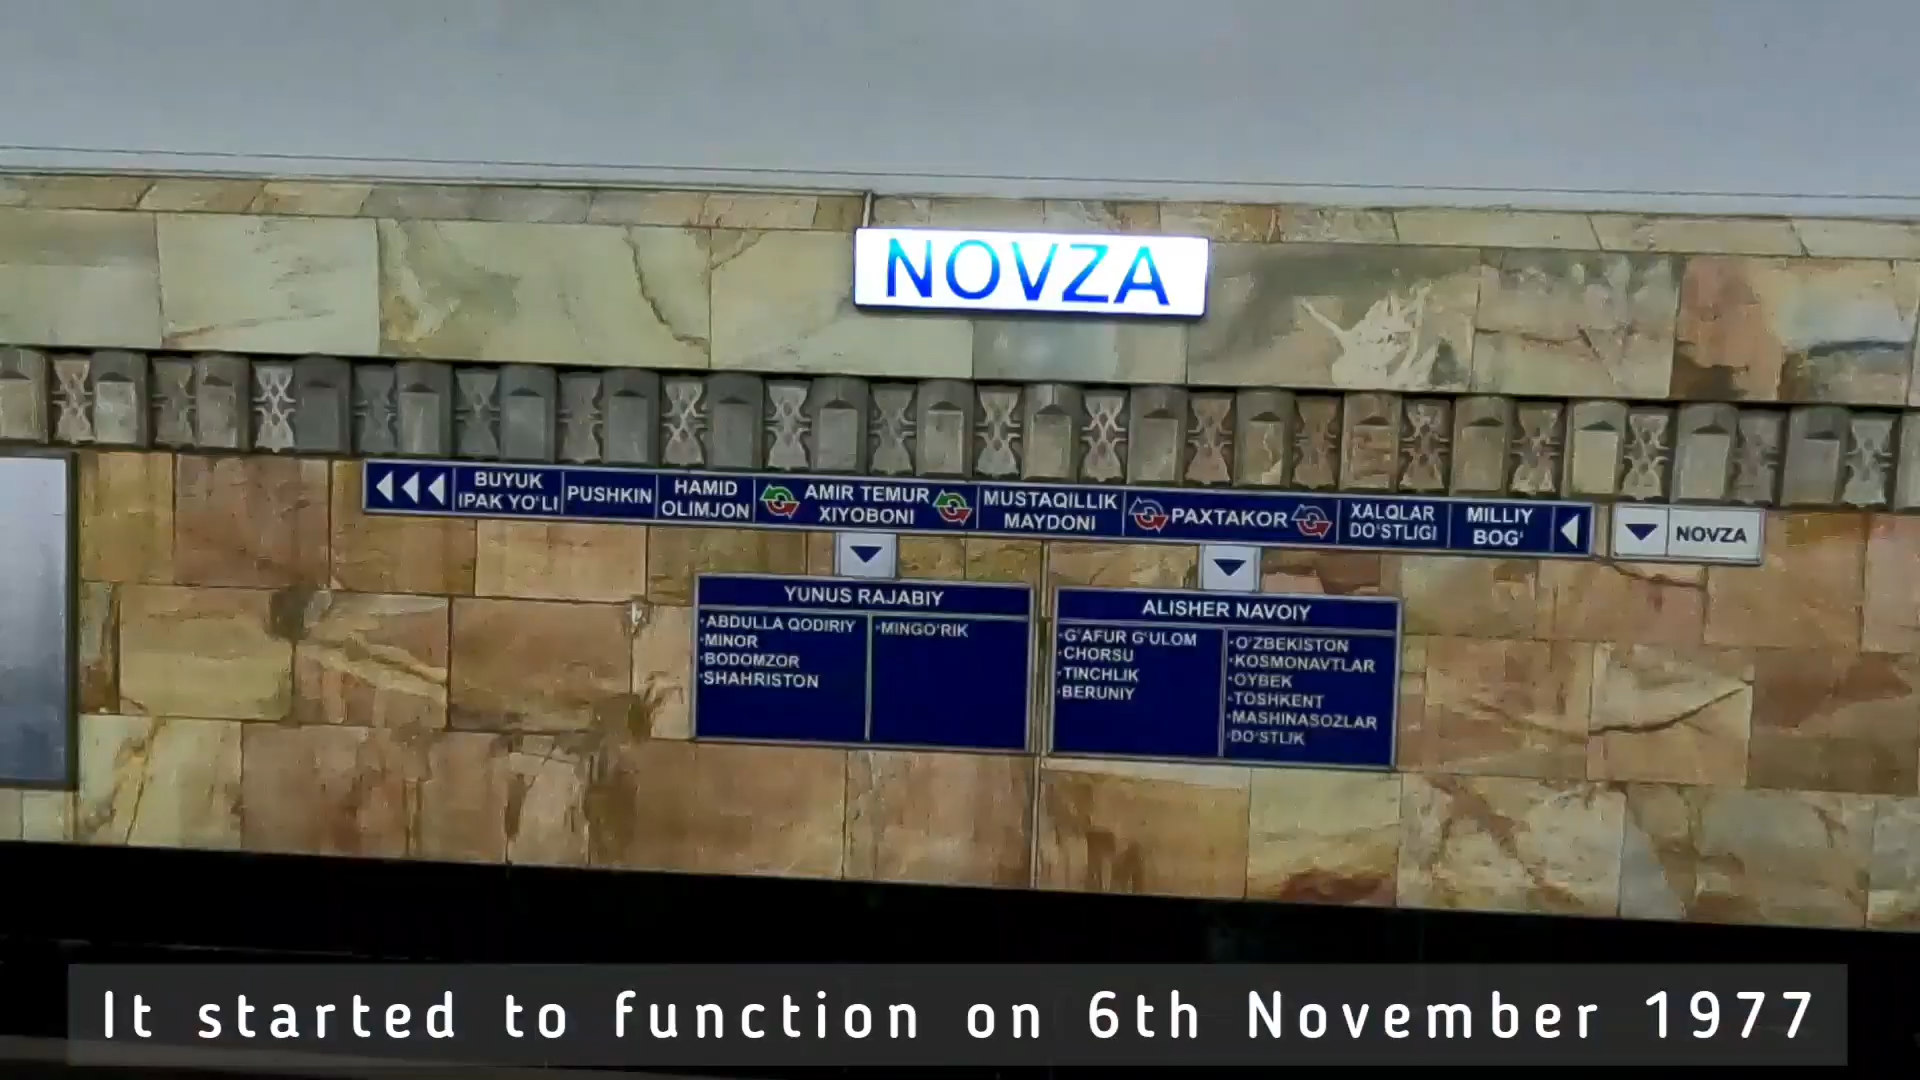 NOVZA
BUYUK
IPAK YO'LI
PUSHKIN
HAMID
OLIMJON
AMIR TEMUR
XIYOBONI
MUSTAQILLIK
MAYDONI
PAXTAKOR
XALQLAR
DO'STLIGI
MILLIY
BOG'
NOVZA
YUNUS RAJABIY
·ABDULLA QODIRIY
·MINOR
·BODOMZOR
·SHAHRISTON
·MINGO'RIK
ALISHER NAVOIY
·G'AFUR G'ULOM
·CHORSU
·TINCHLIK
·BERUNIY
·O'ZBEKISTON
·KOSMONAVTLAR
·OYBEK
·TOSHKENT
·MASHINASOZLAR
·DO'STLIK
It started to function on 6th November 1977